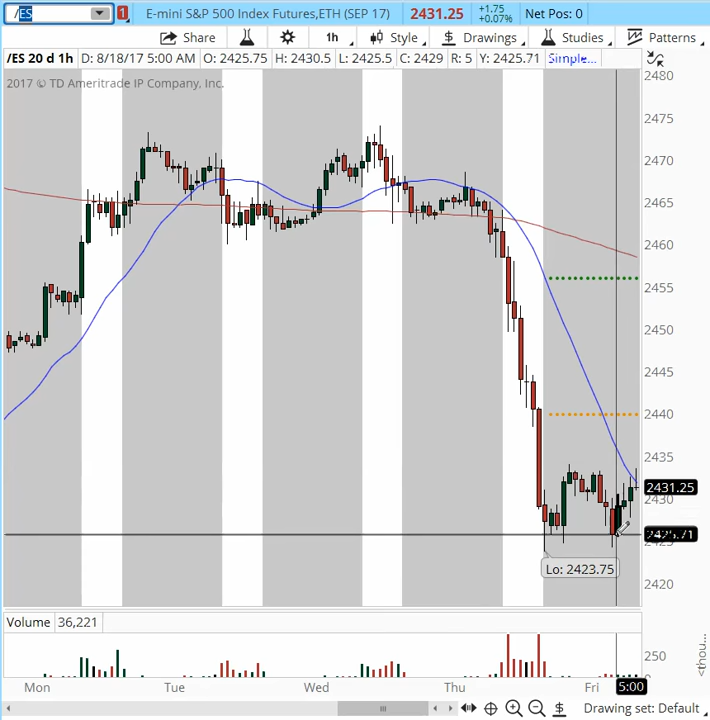 /ES 1 E-mini S&P 500 Index Futures,ETH (SEP 17) 2431.25 +1.75 +0.07% Net Pos: 0
Share 1h Style Drawings Studies Patterns
/ES 20 d 1h D: 8/18/17 5:00 AM O: 2425.75 H: 2430.5 L: 2425.5 C: 2429 R: 5 Y: 2425.71 Simple...
2017 © TD Ameritrade IP Company, Inc.
2480
2475
2470
2465
2460
2455
2450
2445
2440
2435
2431.25
2430
2425.71
Lo: 2423.75
2420
Volume 36,221
250
0
<thou...
Mon Tue Wed Thu Fri 5:00
Drawing set: Default